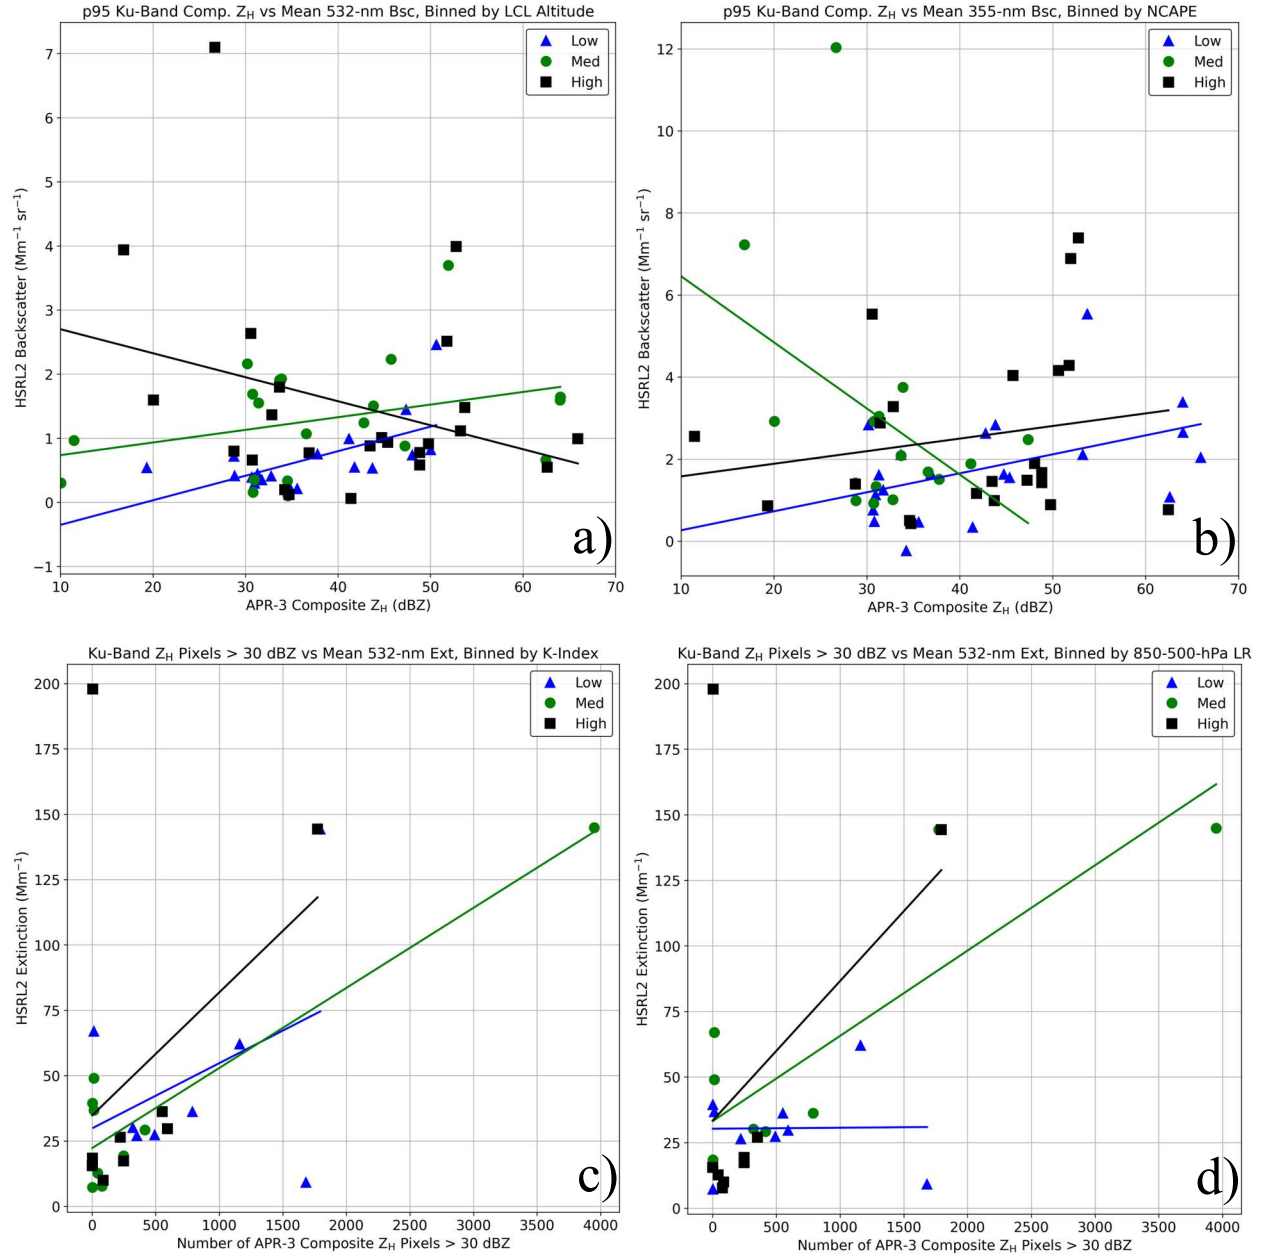 p95 Ku-Band Comp. Z_H vs Mean 532-nm Bsc, Binned by LCL Altitude
Low
Med
High
7
6
5
4
3
2
1
0
−1
HSRL2 Backscatter (Mm⁻¹ sr⁻¹)
a)
10 20 30 40 50 60 70
APR-3 Composite Z_H (dBZ)
p95 Ku-Band Comp. Z_H vs Mean 355-nm Bsc, Binned by NCAPE
Low
Med
High
12
10
8
6
4
2
0
HSRL2 Backscatter (Mm⁻¹ sr⁻¹)
b)
10 20 30 40 50 60 70
APR-3 Composite Z_H (dBZ)
Ku-Band Z_H Pixels > 30 dBZ vs Mean 532-nm Ext, Binned by K-Index
Low
Med
High
200
175
150
125
100
75
50
25
0
HSRL2 Extinction (Mm⁻¹)
c)
0 500 1000 1500 2000 2500 3000 3500 4000
Number of APR-3 Composite Z_H Pixels > 30 dBZ
Ku-Band Z_H Pixels > 30 dBZ vs Mean 532-nm Ext, Binned by 850-500-hPa LR
Low
Med
High
200
175
150
125
100
75
50
25
0
HSRL2 Extinction (Mm⁻¹)
d)
0 500 1000 1500 2000 2500 3000 3500 4000
Number of APR-3 Composite Z_H Pixels > 30 dBZ